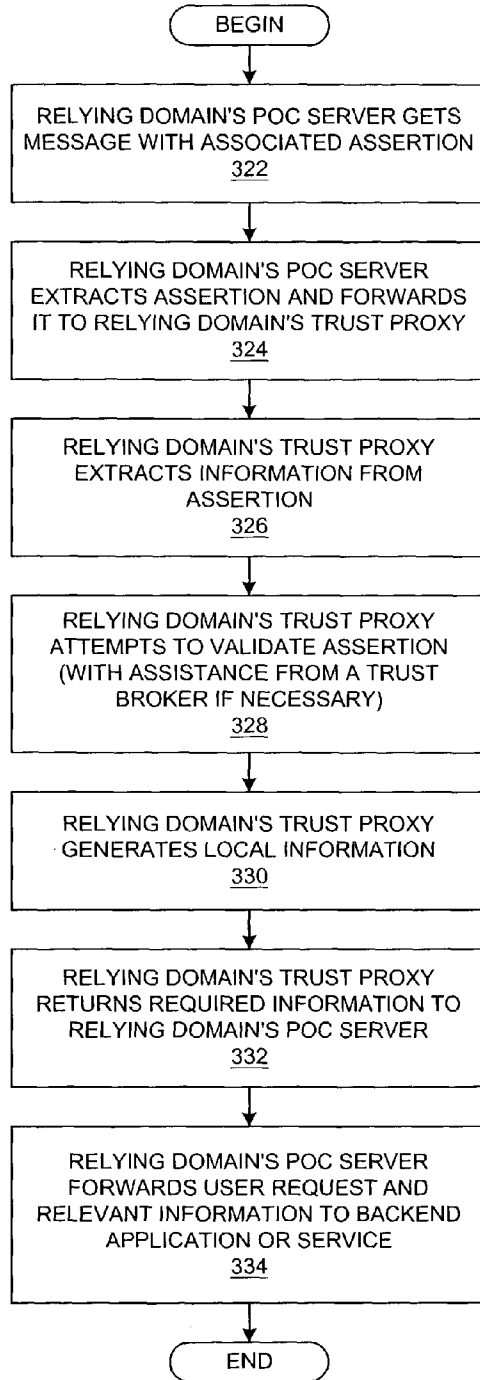 BEGIN
RELYING DOMAIN'S POC SERVER GETS
MESSAGE WITH ASSOCIATED ASSERTION
322
RELYING DOMAIN'S POC SERVER
EXTRACTS ASSERTION AND FORWARDS
IT TO RELYING DOMAIN'S TRUST PROXY
324
RELYING DOMAIN'S TRUST PROXY
EXTRACTS INFORMATION FROM
ASSERTION
326
RELYING DOMAIN'S TRUST PROXY
ATTEMPTS TO VALIDATE ASSERTION
(WITH ASSISTANCE FROM A TRUST
BROKER IF NECESSARY)
328
RELYING DOMAIN'S TRUST PROXY
GENERATES LOCAL INFORMATION
330
RELYING DOMAIN'S TRUST PROXY
RETURNS REQUIRED INFORMATION TO
RELYING DOMAIN'S POC SERVER
332
RELYING DOMAIN'S POC SERVER
FORWARDS USER REQUEST AND
RELEVANT INFORMATION TO BACKEND
APPLICATION OR SERVICE
334
END